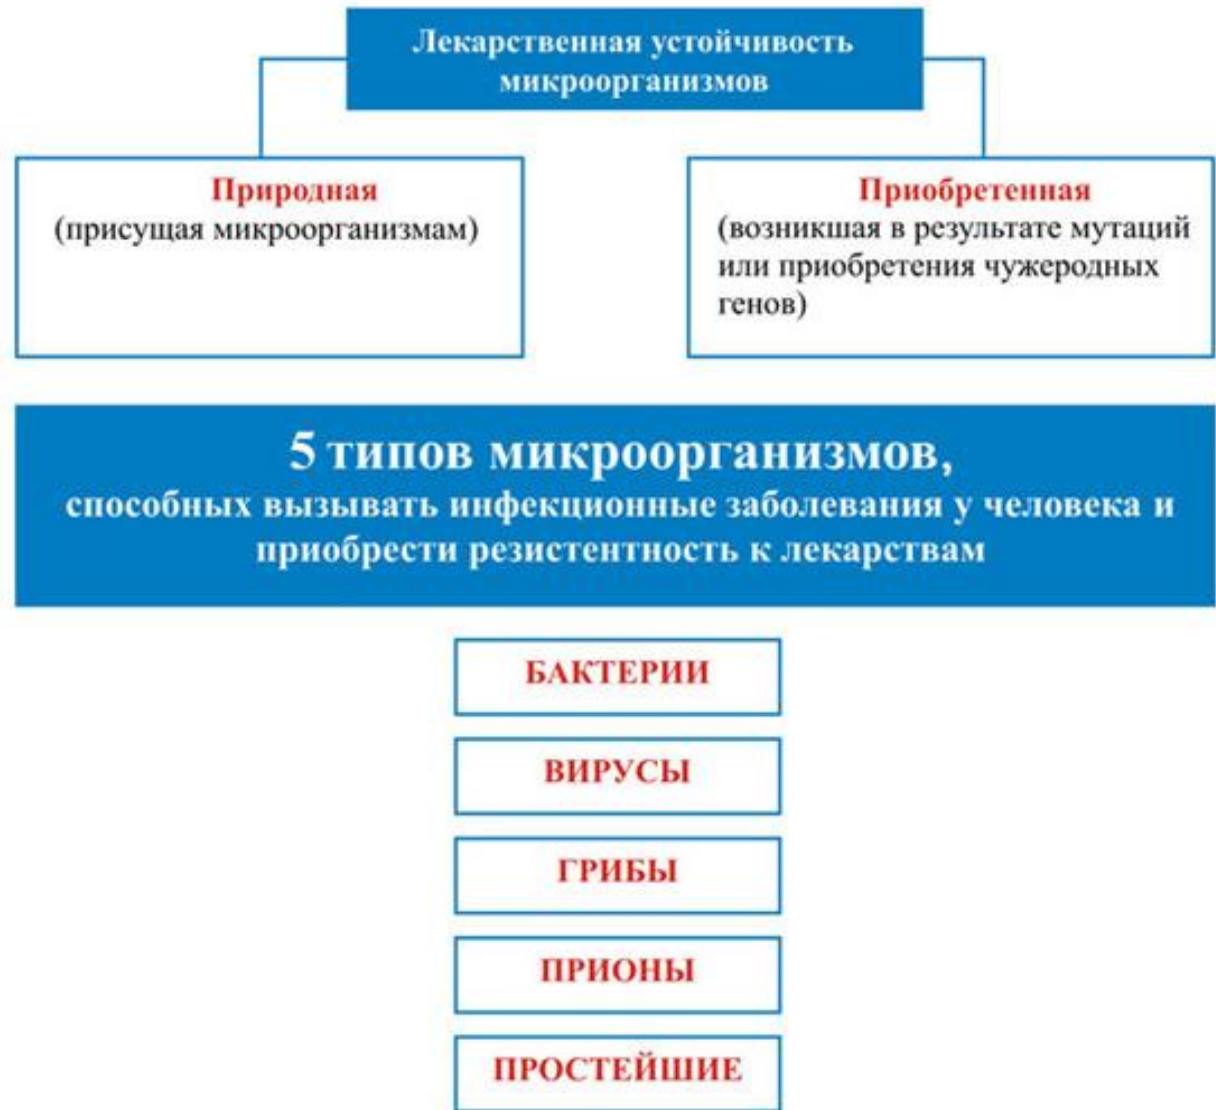 Лекарственная устойчивость
микроорганизмов
Природная
(присущая микроорганизмам)
Приобретенная
(возникшая в результате мутаций
или приобретения чужеродных
генов)
5 типов микроорганизмов,
способных вызывать инфекционные заболевания у человека и
приобрести резистентность к лекарствам
БАКТЕРИИ
ВИРУСЫ
ГРИБЫ
ПРИОНЫ
ПРОСТЕЙШИЕ